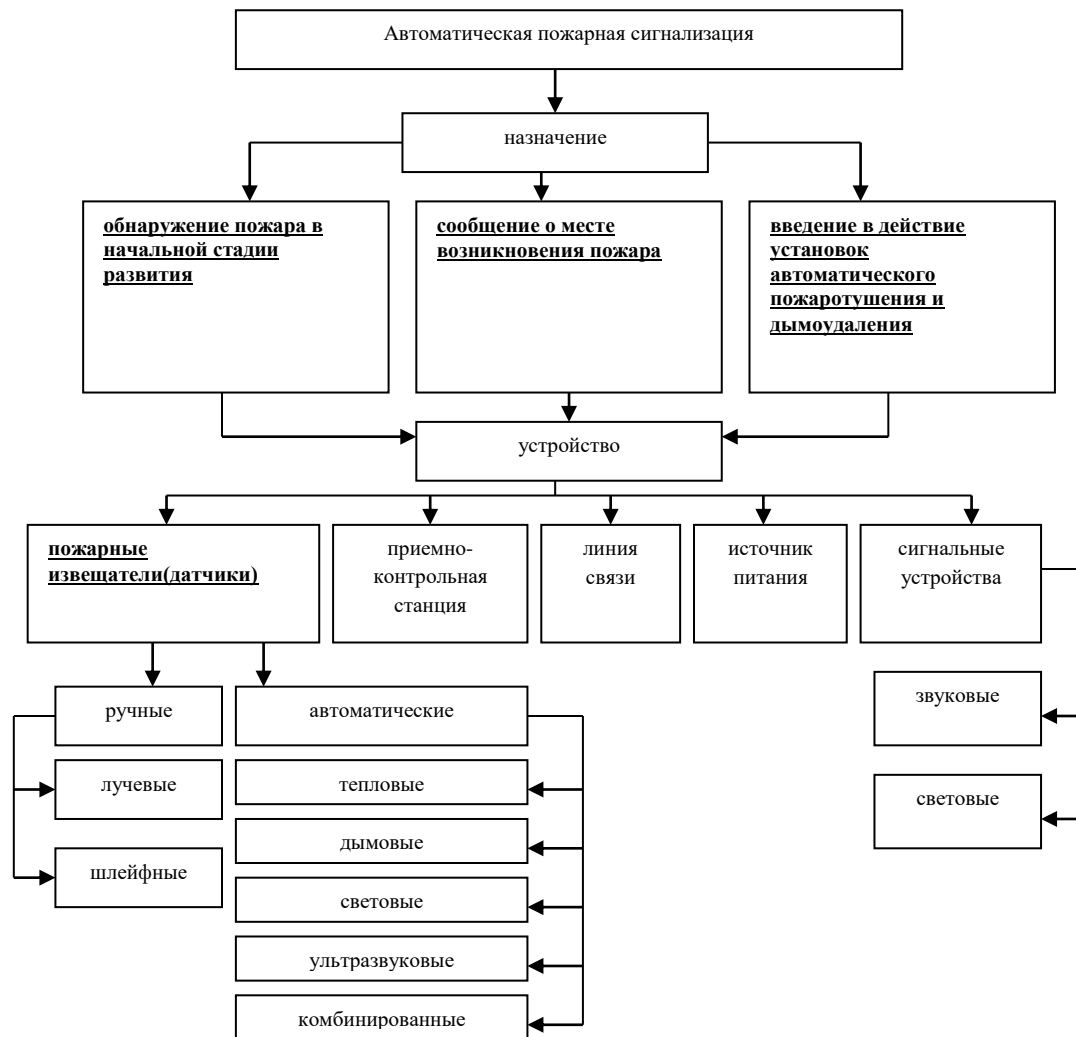 Автоматическая пожарная сигнализация
назначение
обнаружение пожара в
начальной стадии
развития
сообщение о месте
возникновения пожара
введение в действие
установок
автоматического
пожаротушения и
дымоудаления
устройство
пожарные
извещатели(датчики)
приемно-
контрольная
станция
линия
связи
источник
питания
сигнальные
устройства
ручные
лучевые
шлейфные
автоматические
тепловые
дымовые
световые
ультразвуковые
комбинированные
звуковые
световые